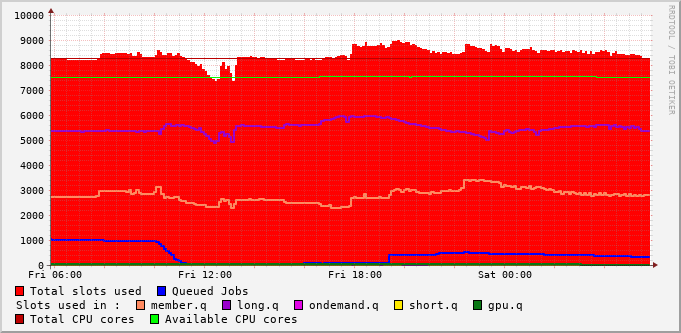 10000
9000
8000
7000
6000
5000
4000
3000
2000
1000
0
Fri 06:00 Fri 12:00 Fri 18:00 Sat 00:00
Total slots used Queued Jobs
Slots used in : member.q long.q ondemand.q short.q gpu.q
Total CPU cores Available CPU cores
RRDTOOL / TOBI OETIKER